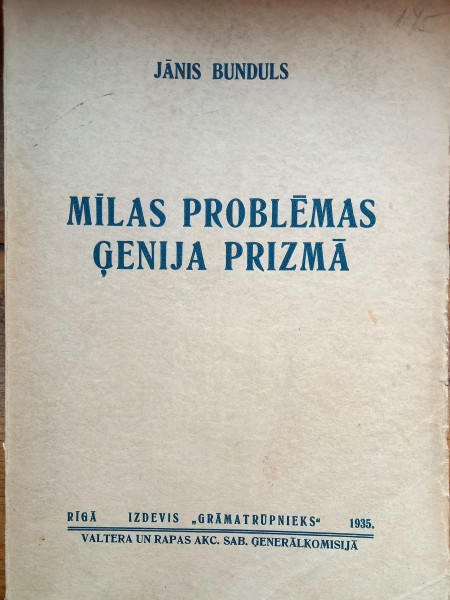 JĀNIS BUNDULS
MĪLAS PROBLĒMAS
ĢENIJA PRIZMĀ
RĪGĀ IZDEVIS „GRĀMATRŪPNIEKS“ 1935.
VALTERA UN RAPAS AKC. SAB. ĢENERĀLKOMISIJĀ